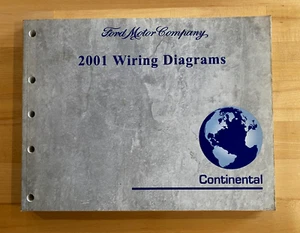 Ford Motor Company,
2001 Wiring Diagrams
Continental